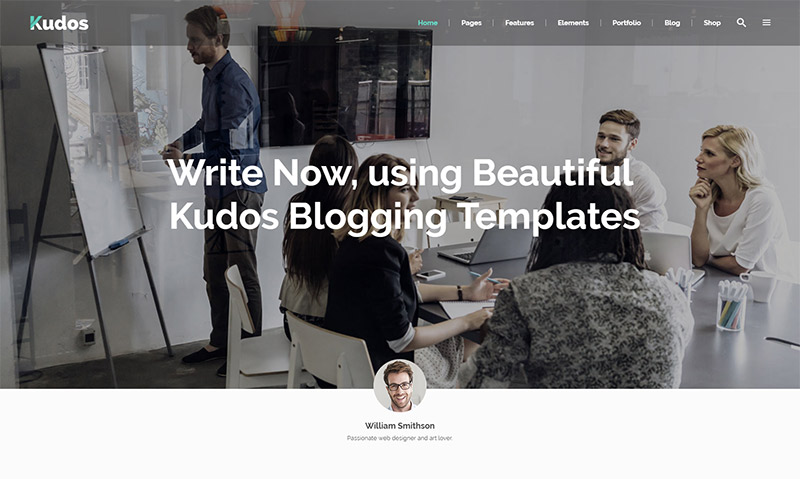 Kudos
Home Pages Features Elements Portfolio Blog Shop
Write Now, using Beautiful
Kudos Blogging Templates
William Smithson
Passionate web designer and art lover.